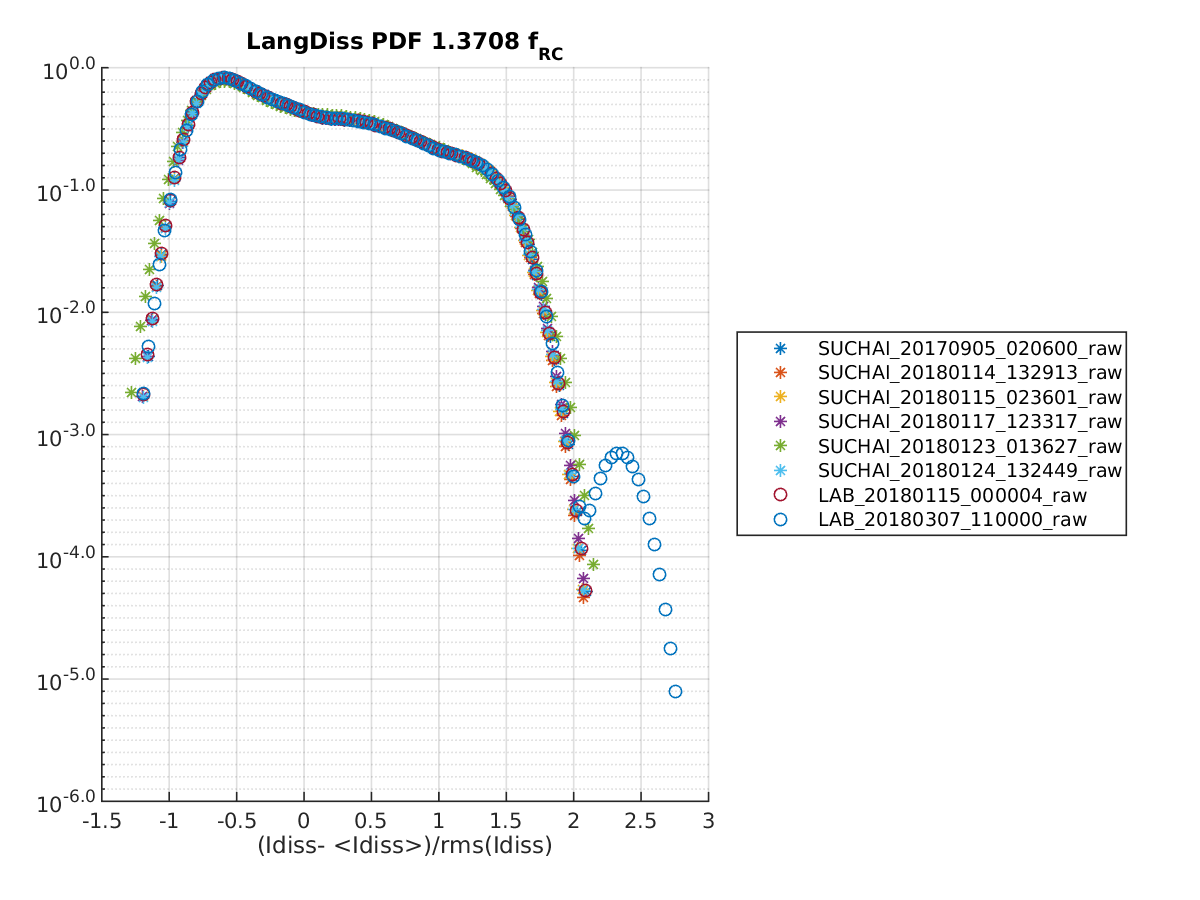 LangDiss PDF 1.3708 fRC
10^0.0
10^-1.0
10^-2.0
10^-3.0
10^-4.0
10^-5.0
10^-6.0
-1.5 -1 -0.5 0 0.5 1 1.5 2 2.5 3
(Idiss- <Idiss>)/rms(Idiss)
SUCHAI_20170905_020600_raw
SUCHAI_20180114_132913_raw
SUCHAI_20180115_023601_raw
SUCHAI_20180117_123317_raw
SUCHAI_20180123_013627_raw
SUCHAI_20180124_132449_raw
LAB_20180115_000004_raw
LAB_20180307_110000_raw